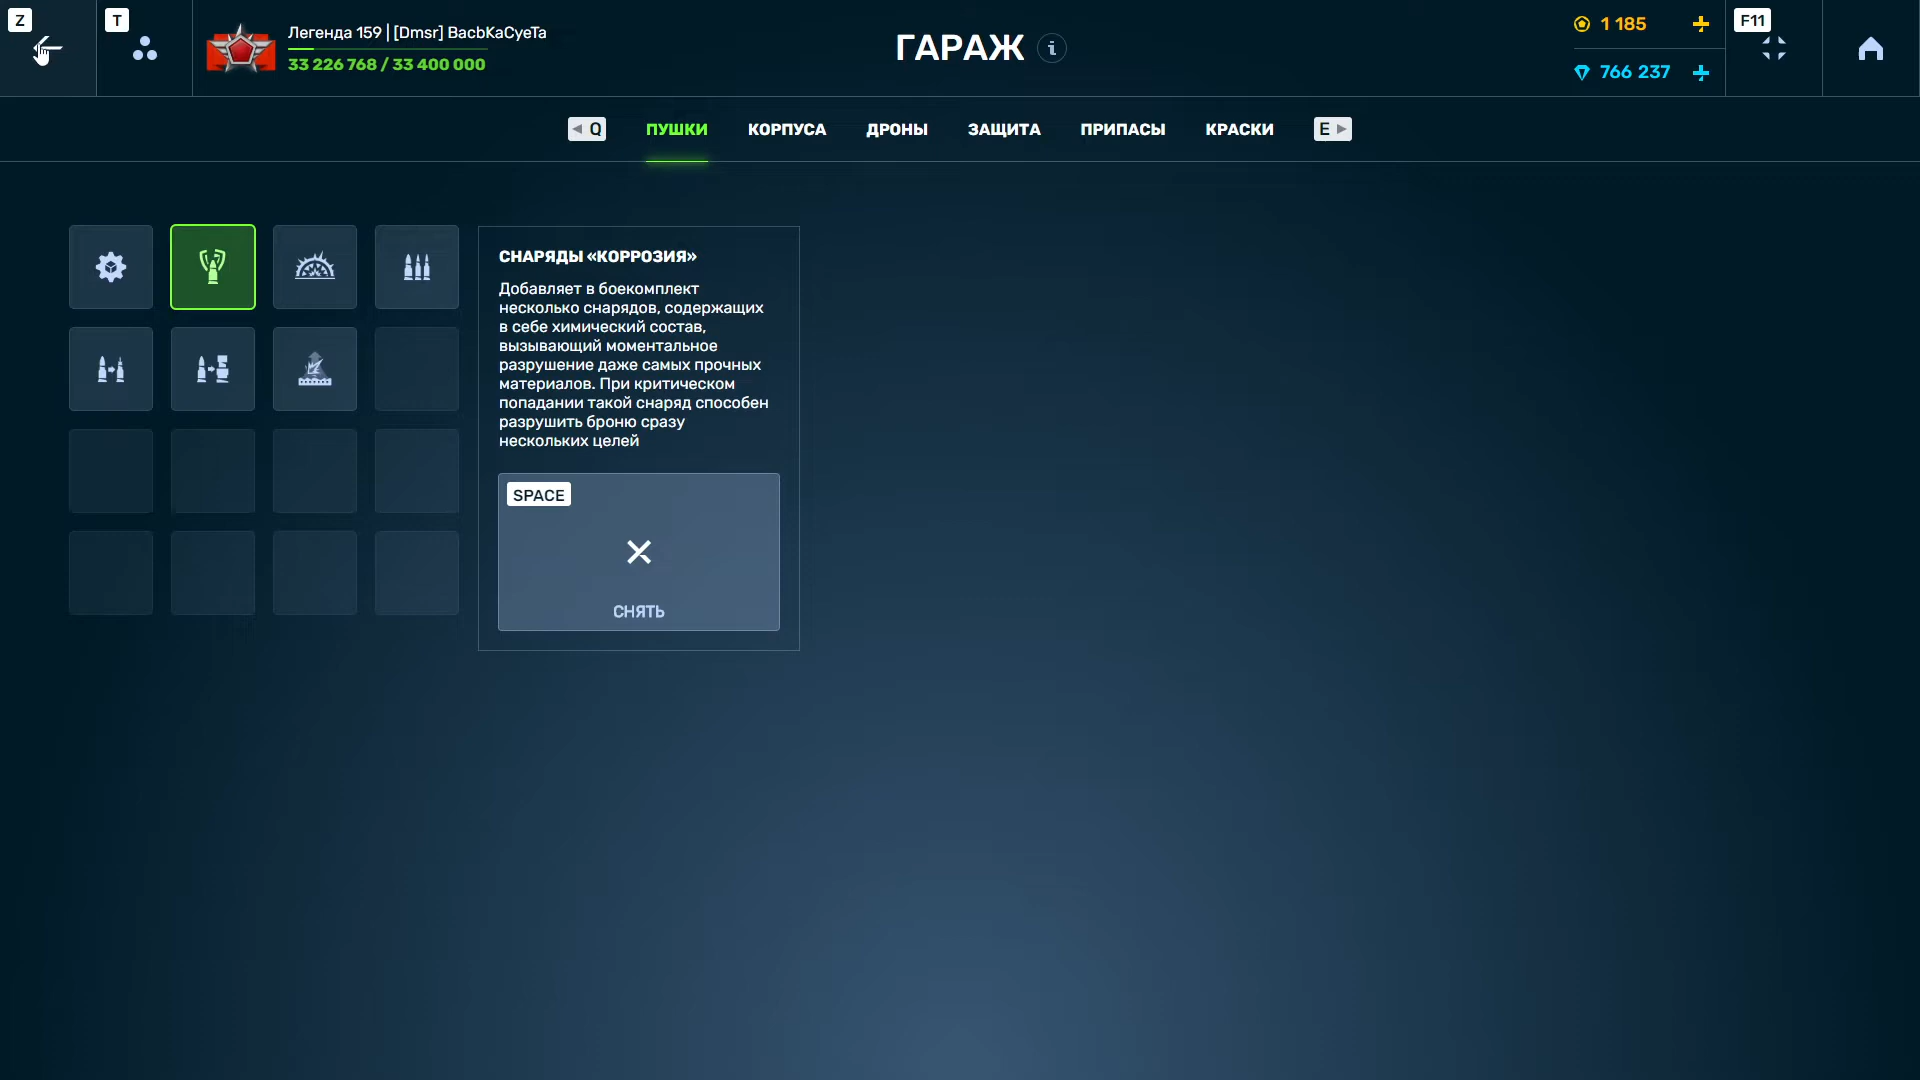 Z
T
Легенда 159 | [Dmsr] BacbKaCyeTa
33 226 768 / 33 400 000
ГАРАЖ
i
1 185
766 237
F11
Q
ПУШКИ
КОРПУСА
ДРОНЫ
ЗАЩИТА
ПРИПАСЫ
КРАСКИ
E
СНАРЯДЫ «КОРРОЗИЯ»
Добавляет в боекомплект
несколько снарядов, содержащих
в себе химический состав,
вызывающий моментальное
разрушение даже самых прочных
материалов. При критическом
попадании такой снаряд способен
разрушить броню сразу
нескольких целей
SPACE
СНЯТЬ